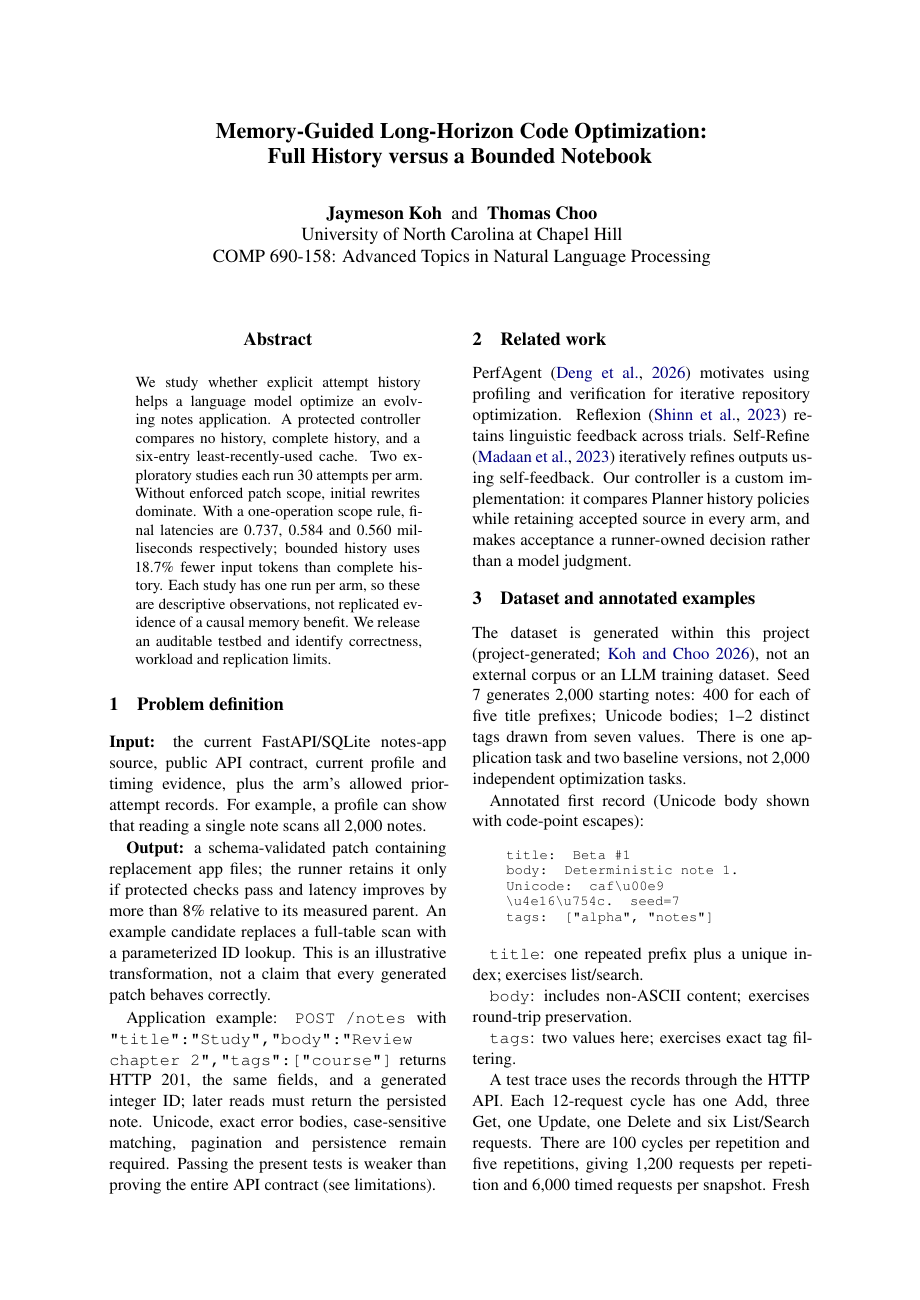 Memory-Guided Long-Horizon Code Optimization:
Full History versus a Bounded Notebook
Jaymeson Koh and Thomas Choo
University of North Carolina at Chapel Hill
COMP 690-158: Advanced Topics in Natural Language Processing
Abstract
We study whether explicit attempt history
helps a language model optimize an evolv-
ing notes application. A protected controller
compares no history, complete history, and a
six-entry least-recently-used cache. Two ex-
ploratory studies each run 30 attempts per arm.
Without enforced patch scope, initial rewrites
dominate. With a one-operation scope rule, fi-
nal latencies are 0.737, 0.584 and 0.560 mil-
liseconds respectively; bounded history uses
18.7% fewer input tokens than complete his-
tory. Each study has one run per arm, so these
are descriptive observations, not replicated ev-
idence of a causal memory benefit. We release
an auditable testbed and identify correctness,
workload and replication limits.
1 Problem definition
Input: the current FastAPI/SQLite notes-app
source, public API contract, current profile and
timing evidence, plus the arm's allowed prior-
attempt records. For example, a profile can show
that reading a single note scans all 2,000 notes.
Output: a schema-validated patch containing
replacement app files; the runner retains it only
if protected checks pass and latency improves by
more than 8% relative to its measured parent. An
example candidate replaces a full-table scan with
a parameterized ID lookup. This is an illustrative
transformation, not a claim that every generated
patch behaves correctly.
Application example: POST /notes with
"title":"Study","body":"Review
chapter 2","tags":["course"] returns
HTTP 201, the same fields, and a generated
integer ID; later reads must return the persisted
note. Unicode, exact error bodies, case-sensitive
matching, pagination and persistence remain
required. Passing the present tests is weaker than
proving the entire API contract (see limitations).
2 Related work
PerfAgent (Deng et al., 2026) motivates using
profiling and verification for iterative repository
optimization. Reflexion (Shinn et al., 2023) re-
tains linguistic feedback across trials. Self-Refine
(Madaan et al., 2023) iteratively refines outputs us-
ing self-feedback. Our controller is a custom im-
plementation: it compares Planner history policies
while retaining accepted source in every arm, and
makes acceptance a runner-owned decision rather
than a model judgment.
3 Dataset and annotated examples
The dataset is generated within this project
(project-generated; Koh and Choo 2026), not an
external corpus or an LLM training dataset. Seed
7 generates 2,000 starting notes: 400 for each of
five title prefixes; Unicode bodies; 1–2 distinct
tags drawn from seven values. There is one ap-
plication task and two baseline versions, not 2,000
independent optimization tasks.
Annotated first record (Unicode body shown
with code-point escapes):
title: Beta #1
body: Deterministic note 1.
Unicode: caf\u00e9
\u4e16\u754c. seed=7
tags: ["alpha", "notes"]
title: one repeated prefix plus a unique in-
dex; exercises list/search.
body: includes non-ASCII content; exercises
round-trip preservation.
tags: two values here; exercises exact tag fil-
tering.
A test trace uses the records through the HTTP
API. Each 12-request cycle has one Add, three
Get, one Update, one Delete and six List/Search
requests. There are 100 cycles per repetition and
five repetitions, giving 1,200 requests per repeti-
tion and 6,000 timed requests per snapshot. Fresh